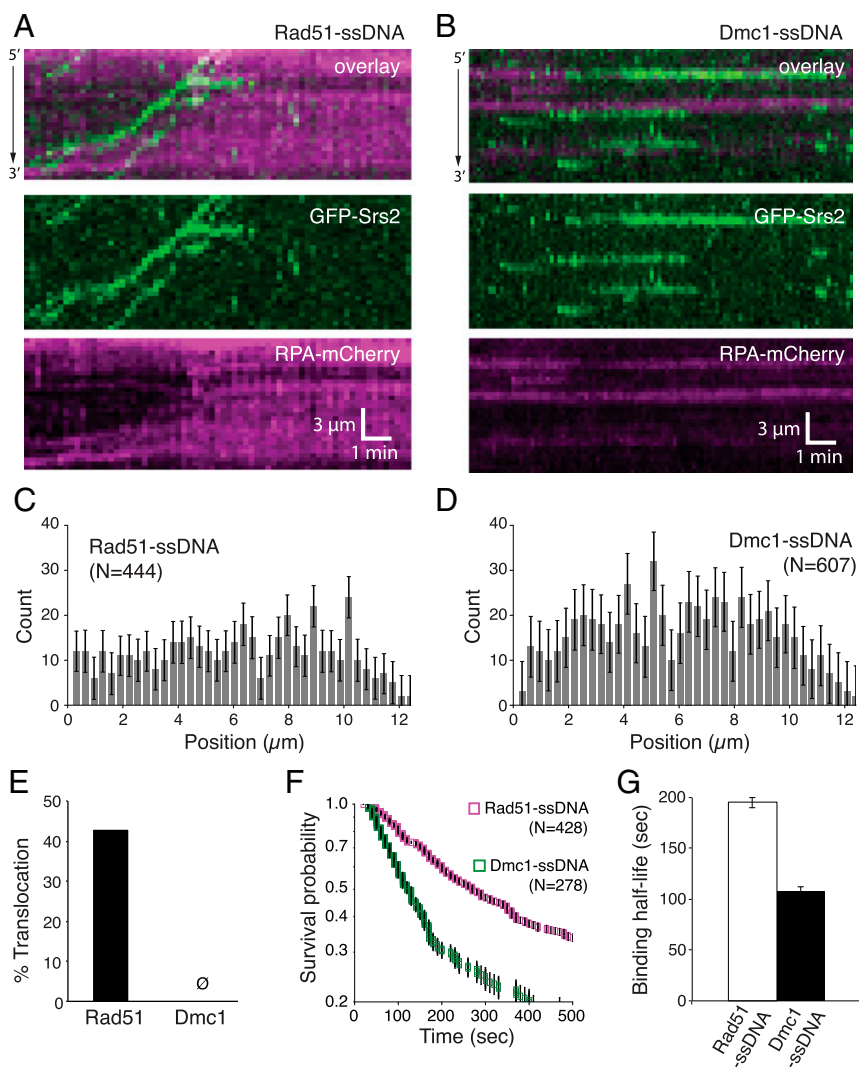 A
Rad51-ssDNA
5′
overlay
3′
GFP-Srs2
RPA-mCherry
3 μm
1 min
B
Dmc1-ssDNA
5′
overlay
3′
GFP-Srs2
RPA-mCherry
3 μm
1 min
C
Rad51-ssDNA
(N=444)
Count
40
30
20
10
0
0 2 4 6 8 10 12
Position (μm)
D
Dmc1-ssDNA
(N=607)
Count
40
30
20
10
0
0 2 4 6 8 10 12
Position (μm)
E
% Translocation
50
40
30
20
10
0
Ø
Rad51 Dmc1
F
Survival probability
1.0
0.7
0.5
0.4
0.3
0.2
Rad51-ssDNA
(N=428)
Dmc1-ssDNA
(N=278)
0 100 200 300 400 500
Time (sec)
G
Binding half-life (sec)
200
150
100
50
0
Rad51
-ssDNA
Dmc1
-ssDNA